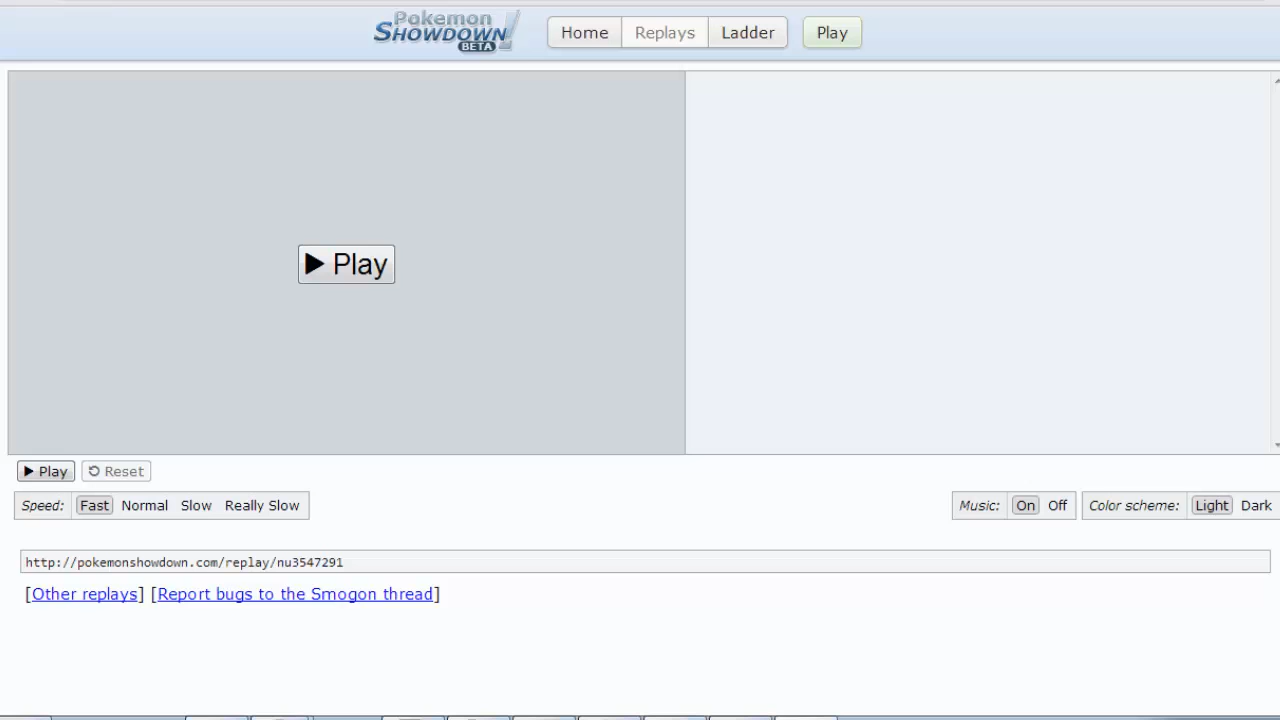 Pokemon
SHOWDOWN!
BETA
Home Replays Ladder Play
Play
Play Reset
Speed: Fast Normal Slow Really Slow
Music: On Off Color scheme: Light Dark
http://pokemonshowdown.com/replay/nu3547291
[Other replays] [Report bugs to the Smogon thread]